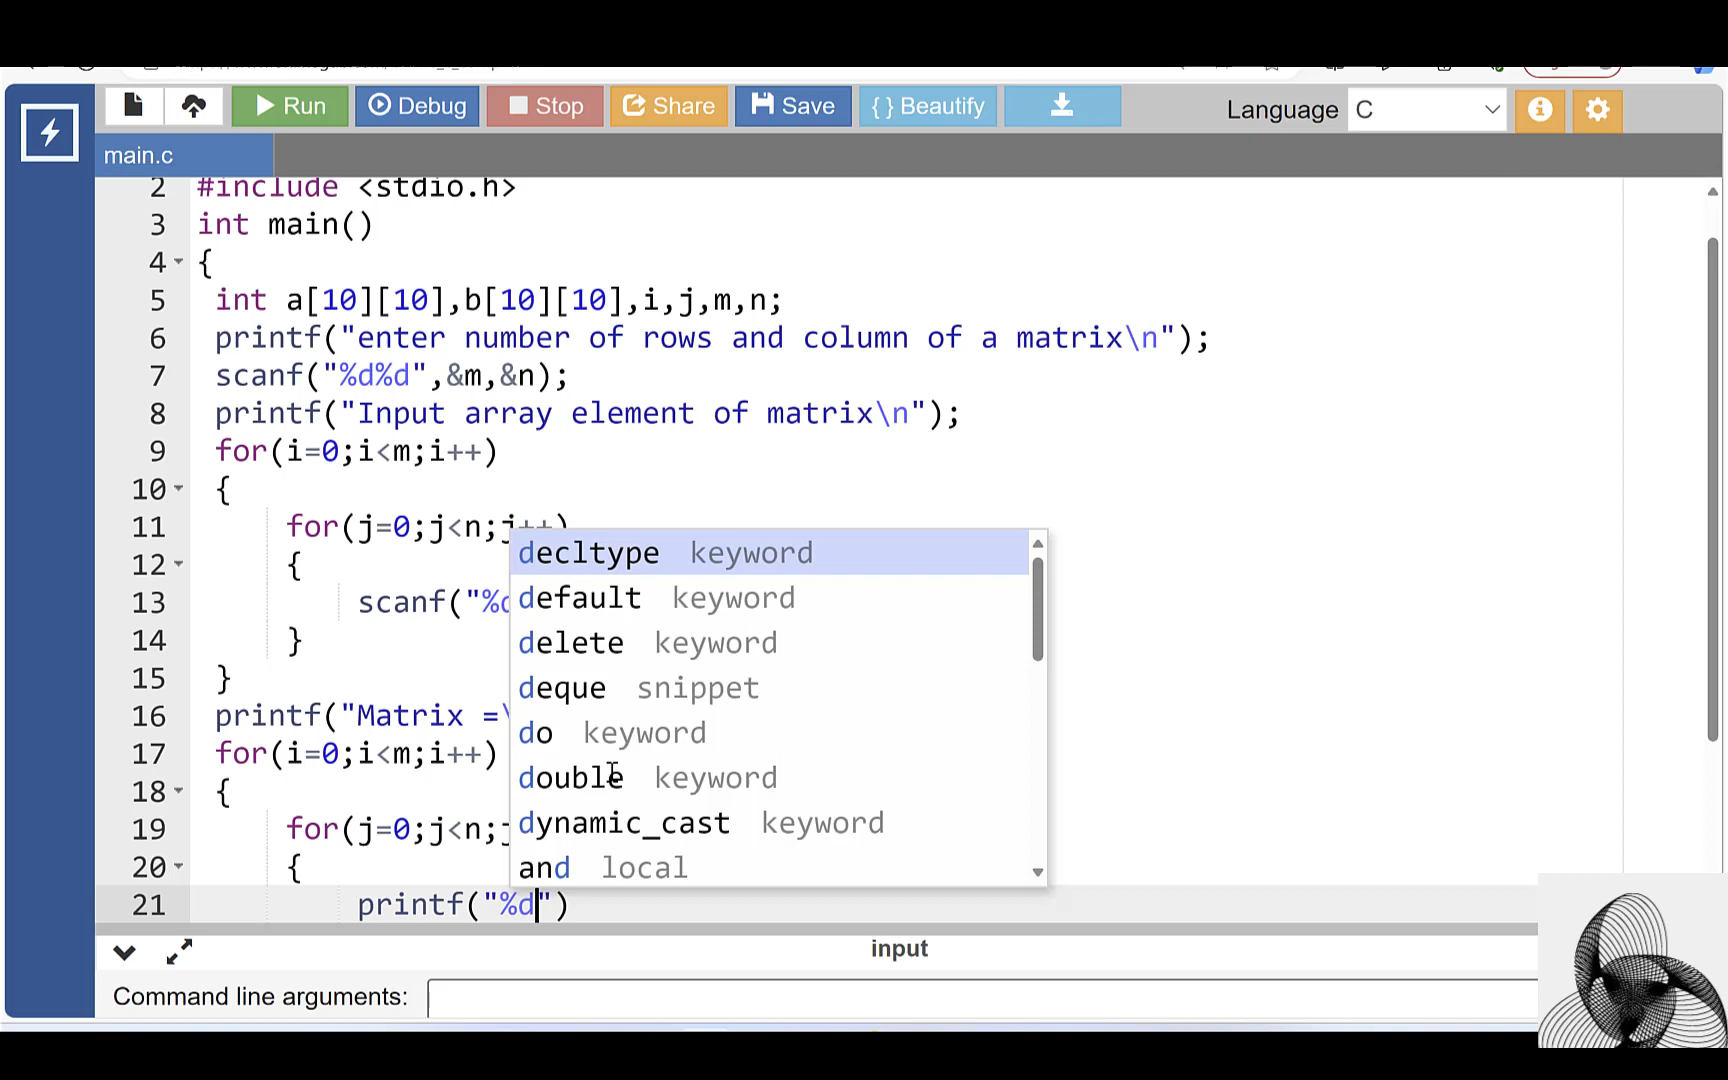 Run Debug Stop Share Save { } Beautify Language C
main.c
2 #include <stdio.h>
3 int main()
4 {
5 int a[10][10],b[10][10],i,j,m,n;
6 printf("enter number of rows and column of a matrix\n");
7 scanf("%d%d",&m,&n);
8 printf("Input array element of matrix\n");
9 for(i=0;i<m;i++)
10 {
11 for(j=0;j<n;j++)
decltype keyword
12 {
default keyword
13 scanf("%d
14 }
delete keyword
15 }
deque snippet
16 printf("Matrix =\
do keyword
17 for(i=0;i<m;i++)
double keyword
18 {
19 for(j=0;j<n;j
dynamic_cast keyword
20 {
and local
21 printf("%d")
input
Command line arguments: